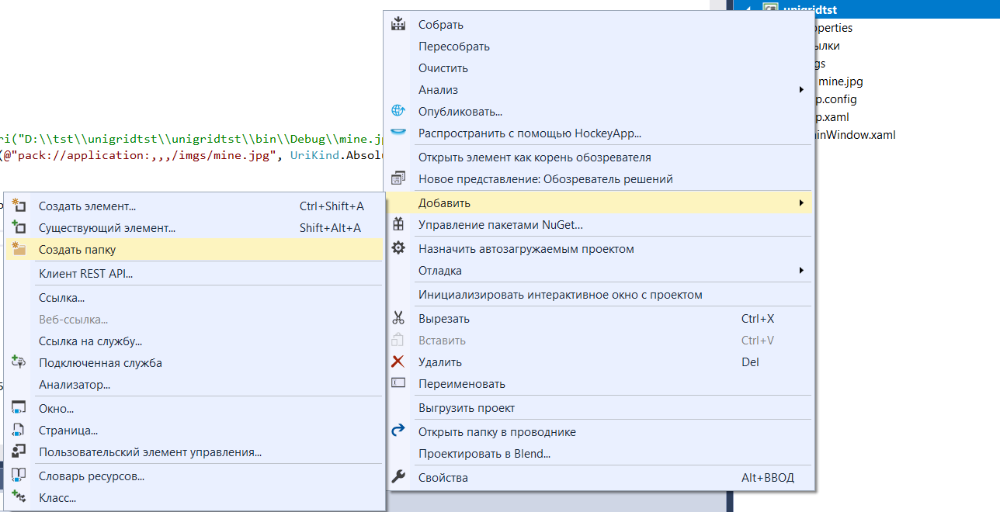 unigridtst
Собрать
Пересобрать
Очистить
Анализ
Опубликовать...
Распространить с помощью HockeyApp...
Открыть элемент как корень обозревателя
Новое представление: Обозреватель решений
Добавить
Управление пакетами NuGet...
Назначить автозагружаемым проектом
Отладка
Инициализировать интерактивное окно с проектом
Вырезать Ctrl+X
Вставить Ctrl+V
Удалить Del
Переименовать
Выгрузить проект
Открыть папку в проводнике
Проектировать в Blend...
Свойства Alt+ВВОД
perties
ылки
gs
mine.jpg
p.config
p.xaml
inWindow.xaml
ri("D:\\tst\\unigridtst\\unigridtst\\bin\\Debug\\mine.j
(@"pack://application:,,,/imgs/mine.jpg", UriKind.Absol
Создать элемент... Ctrl+Shift+A
Существующий элемент... Shift+Alt+A
Создать папку
Клиент REST API...
Ссылка...
Веб-ссылка...
Ссылка на службу...
Подключенная служба
Анализатор...
Окно...
Страница...
Пользовательский элемент управления...
Словарь ресурсов...
Класс...